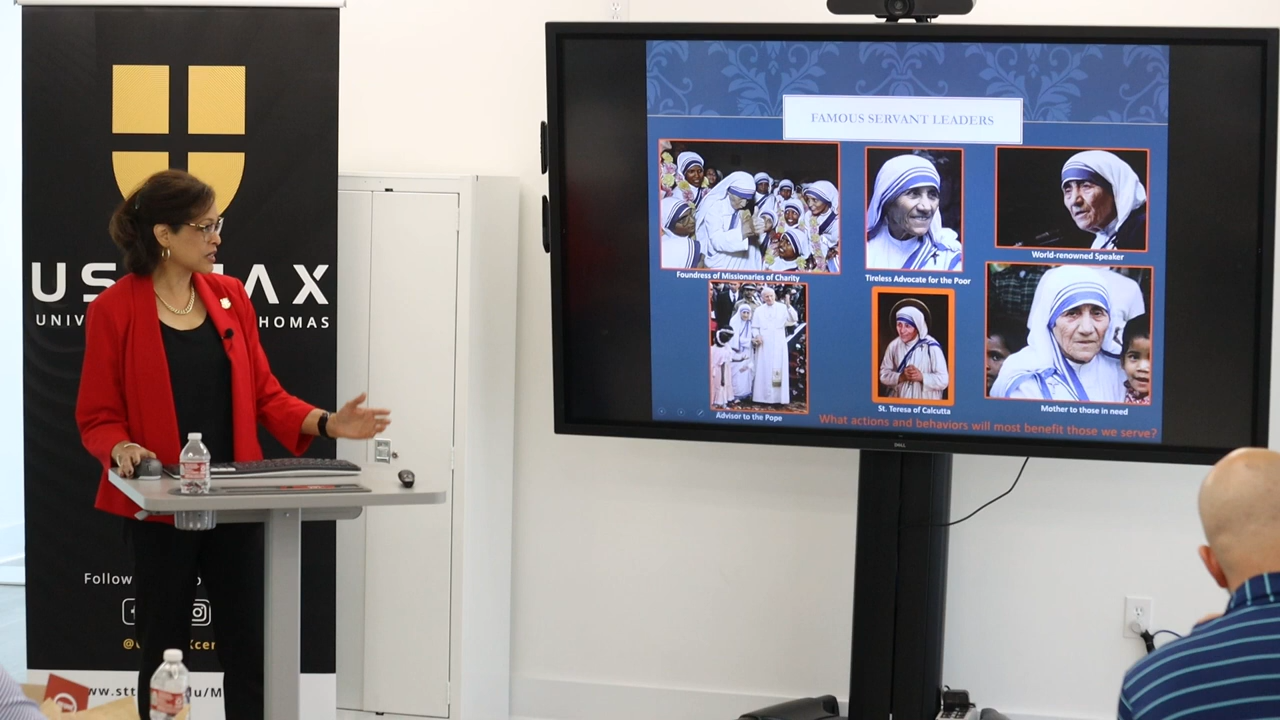 FAMOUS SERVANT LEADERS
Foundress of Missionaries of Charity
Tireless Advocate for the Poor
World-renowned Speaker
Advisor to the Pope
St. Teresa of Calcutta
Mother to those in need
What actions and behaviors will most benefit those we serve?
DELL
US AX
UNIV HOMAS
Follow